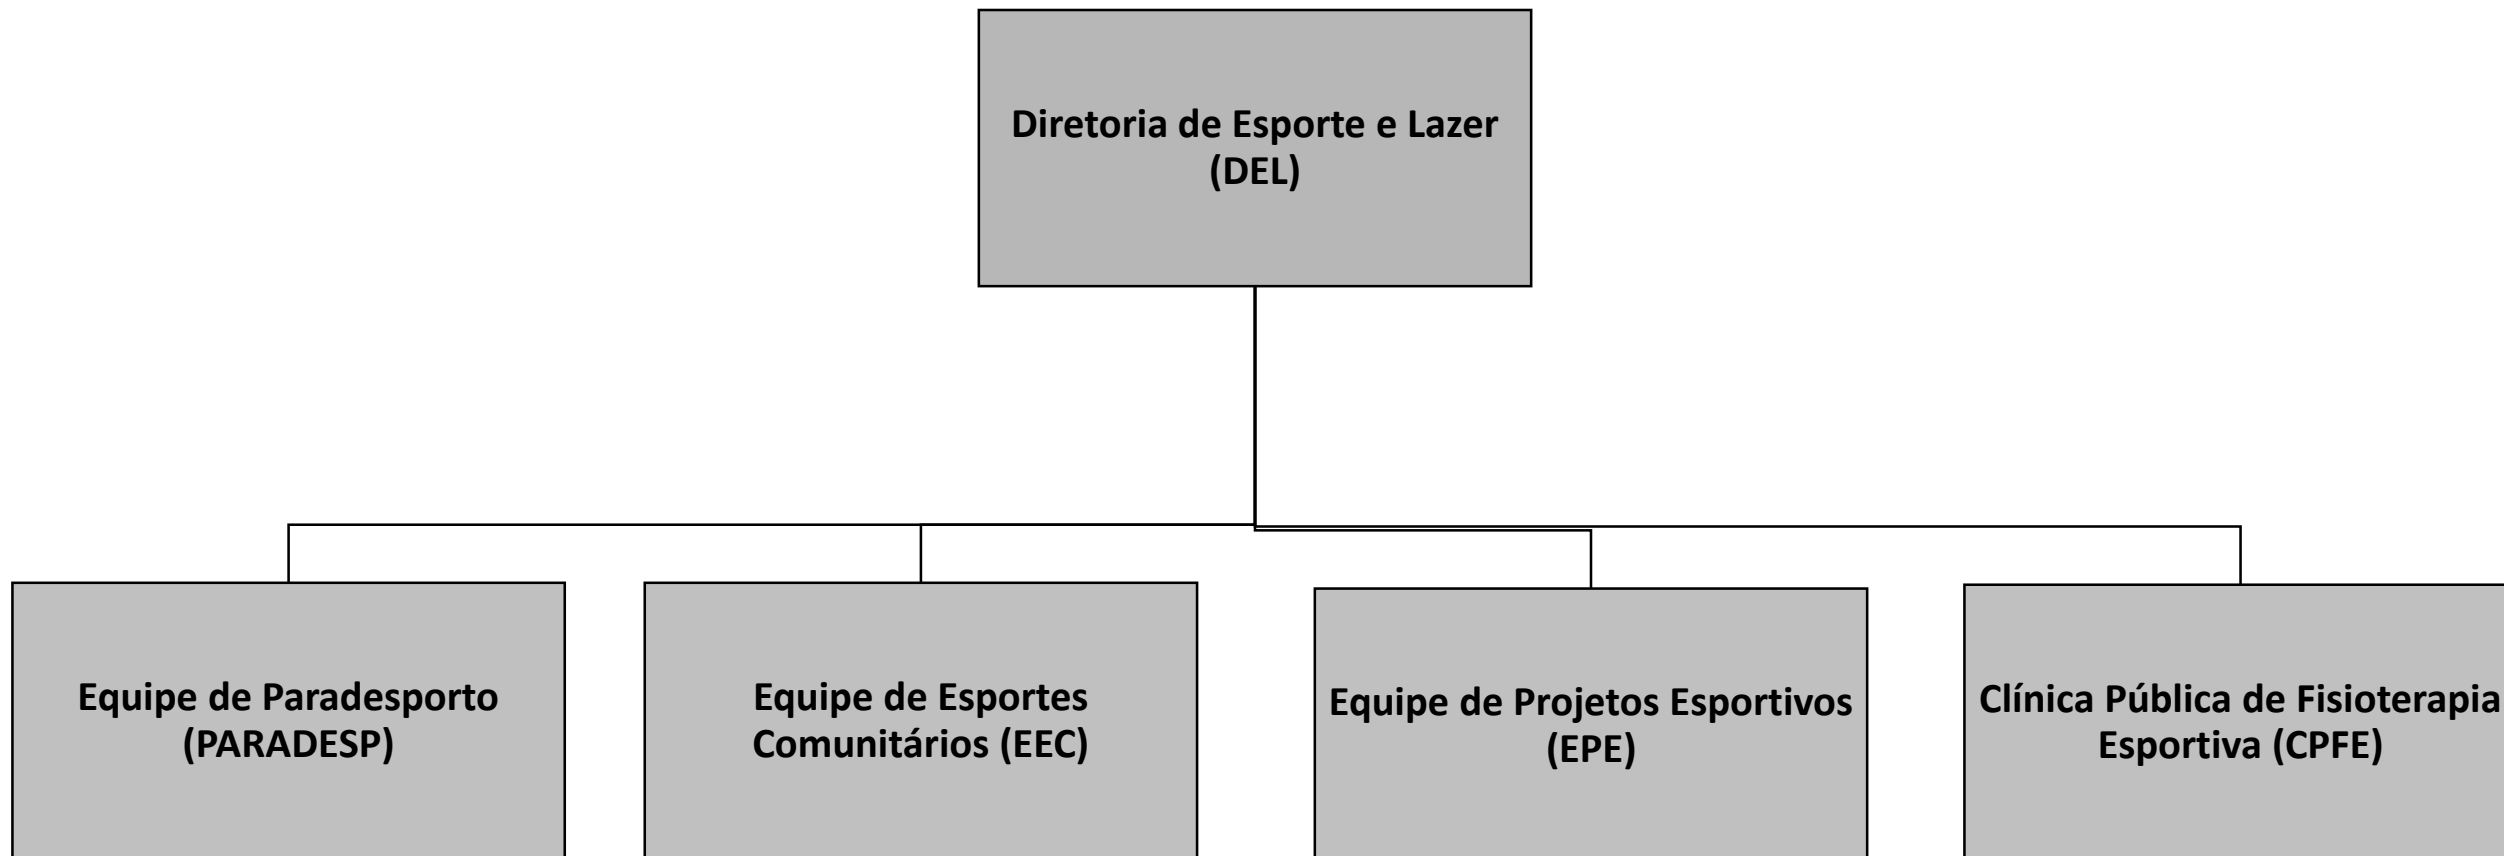 Diretoria de Esporte e Lazer
(DEL)
Equipe de Paradesporto
(PARADESP)
Equipe de Esportes
Comunitários (EEC)
Equipe de Projetos Esportivos
(EPE)
Clínica Pública de Fisioterapia
Esportiva (CPFE)